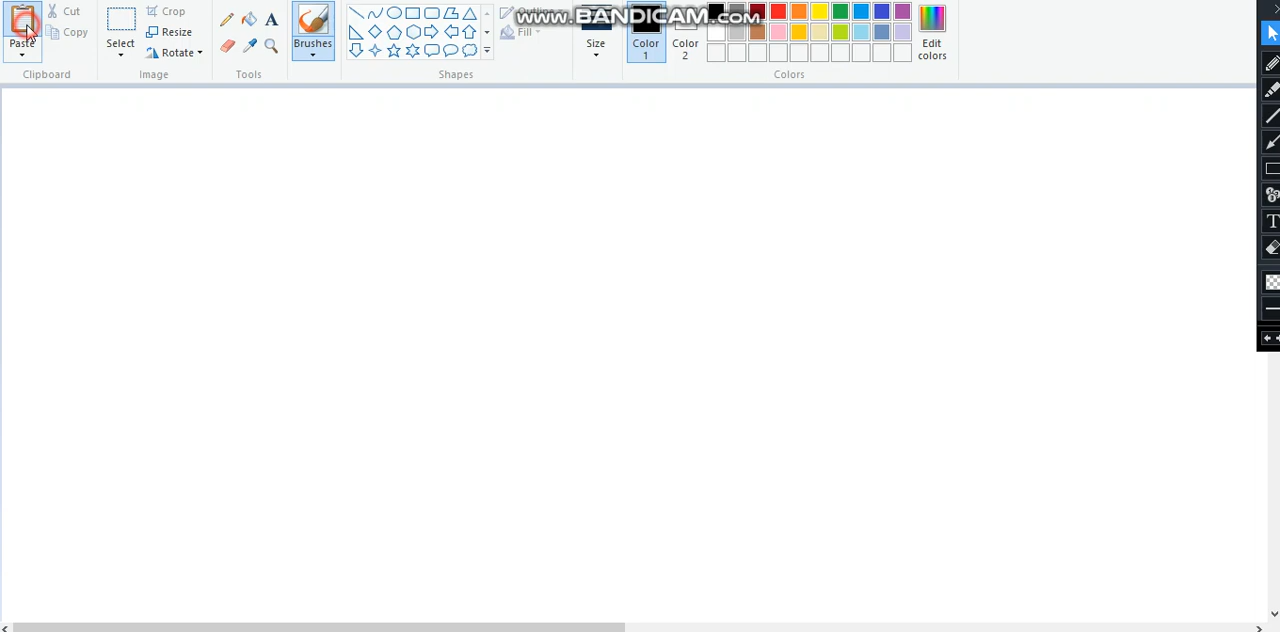 www.BANDICAM.com
Paste
Cut
Copy
Clipboard
Select
Crop
Resize
Rotate
Image
A
Tools
Brushes
Shapes
Outline
Fill
Size
Color
1
Color
2
Edit
colors
Colors
T